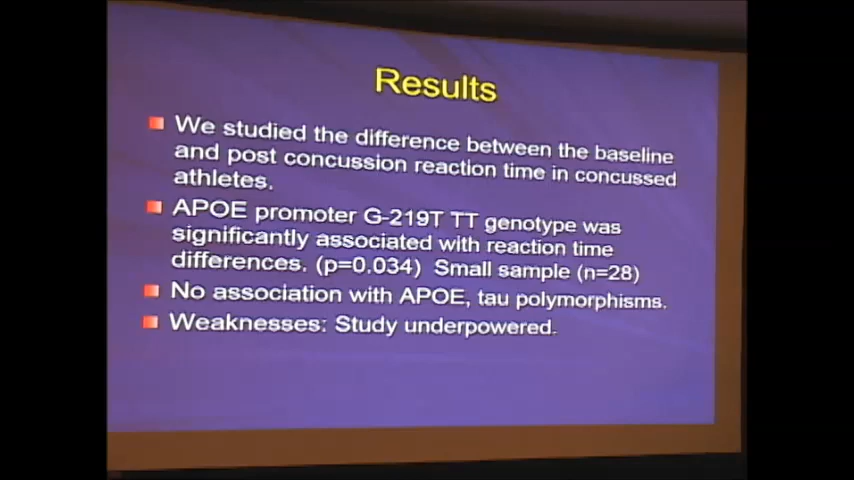 Results
We studied the difference between the baseline
and post concussion reaction time in concussed
athletes.
APOE promoter G-219T TT genotype was
significantly associated with reaction time
differences. (p=0.034) Small sample (n=28)
No association with APOE, tau polymorphisms.
Weaknesses: Study underpowered.